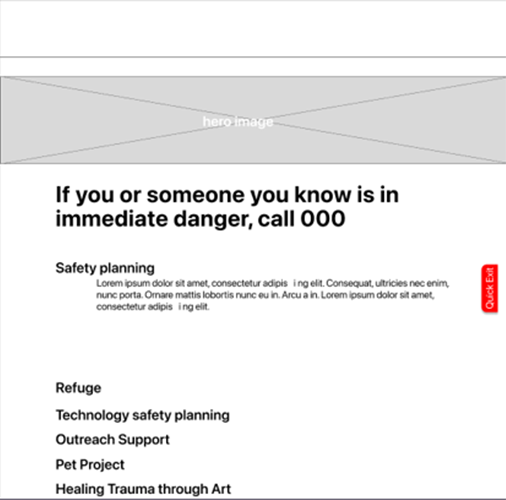 hero image
If you or someone you know is in
immediate danger, call 000
Safety planning
Lorem ipsum dolor sit amet, consectetur adipis i ng elit. Consequat, ultricies nec enim,
nunc porta. Ornare mattis lobortis nunc eu in. Arcu a in. Lorem ipsum dolor sit amet,
consectetur adipis i ng elit.
Quick Exit
Refuge
Technology safety planning
Outreach Support
Pet Project
Healing Trauma through Art